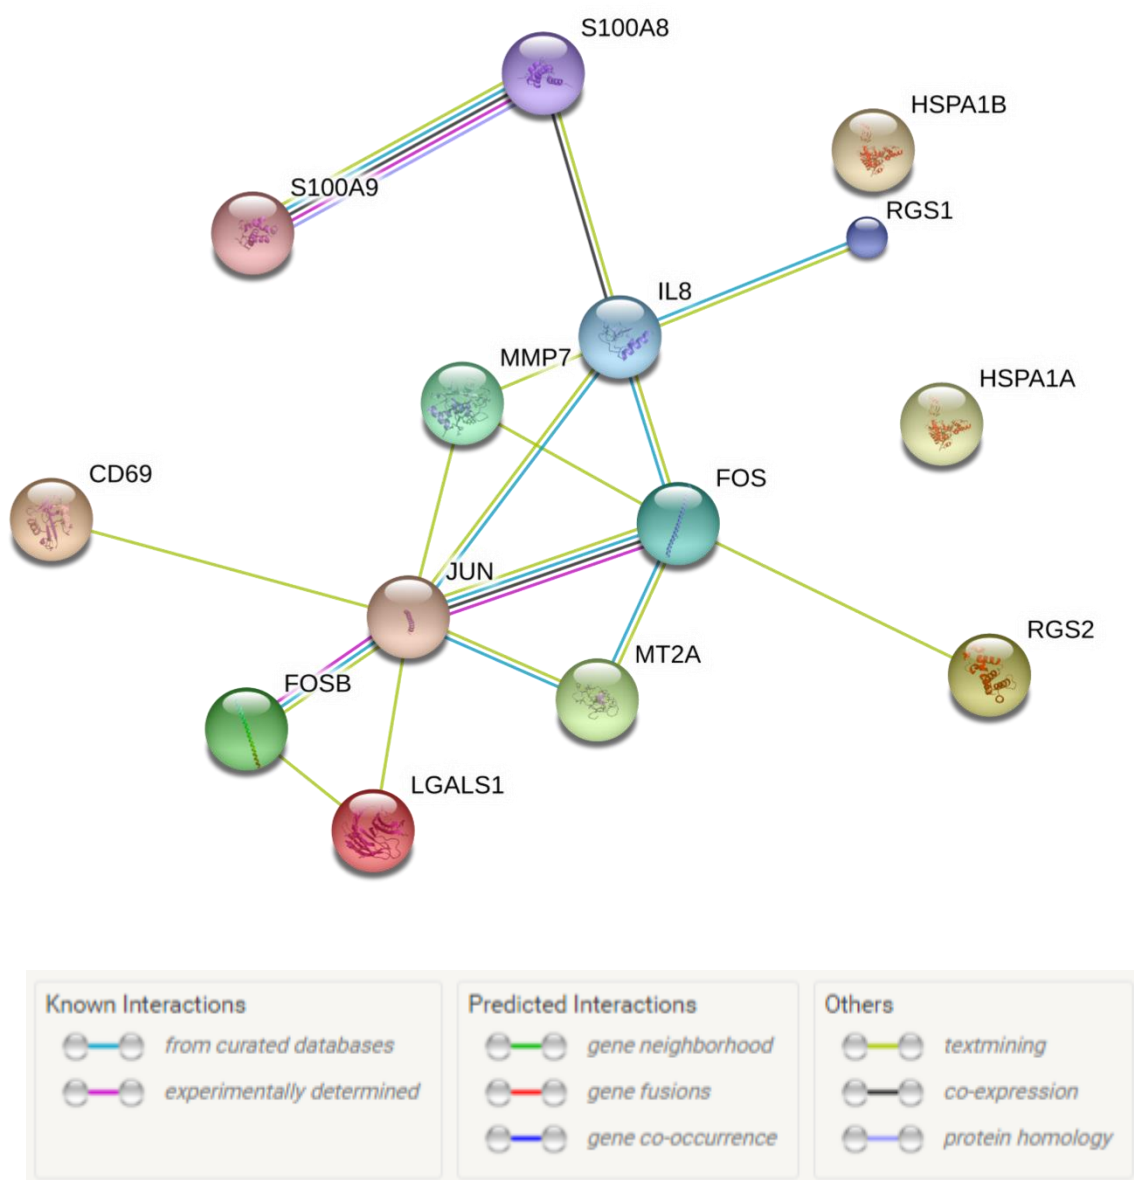 S100A8
HSPA1B
S100A9
RGS1
IL8
MMP7
HSPA1A
CD69
FOS
JUN
RGS2
MT2A
FOSB
LGALS1
Known Interactions
from curated databases
experimentally determined
Predicted Interactions
gene neighborhood
gene fusions
gene co-occurrence
Others
textmining
co-expression
protein homology